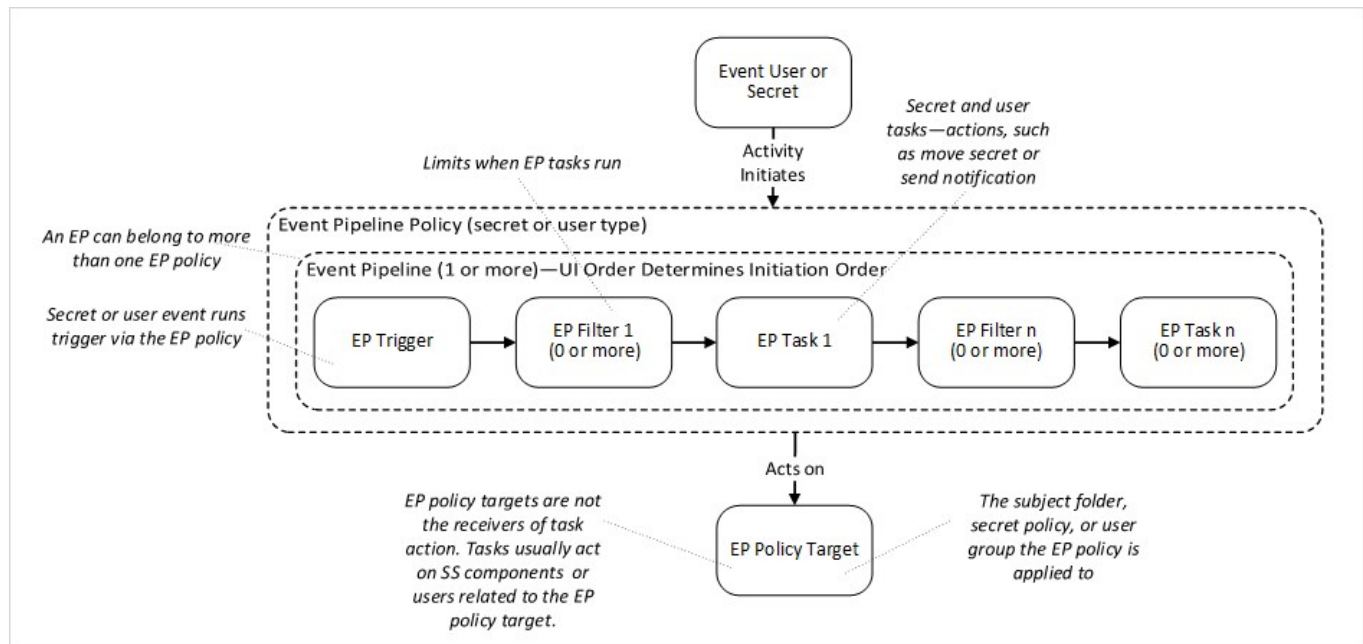 Event User or
Secret
Secret and user
tasks—actions, such
as move secret or
send notification
Activity
Initiates
Limits when EP tasks run
Event Pipeline Policy (secret or user type)
An EP can belong to more
than one EP policy
Event Pipeline (1 or more)—UI Order Determines Initiation Order
Secret or user event runs
trigger via the EP policy
EP Trigger
EP Filter 1
(0 or more)
EP Task 1
EP Filter n
(0 or more)
EP Task n
(0 or more)
Acts on
EP policy targets are not
the receivers of task
action. Tasks usually act
on SS components or
users related to the EP
policy target.
EP Policy Target
The subject folder,
secret policy, or user
group the EP policy is
applied to